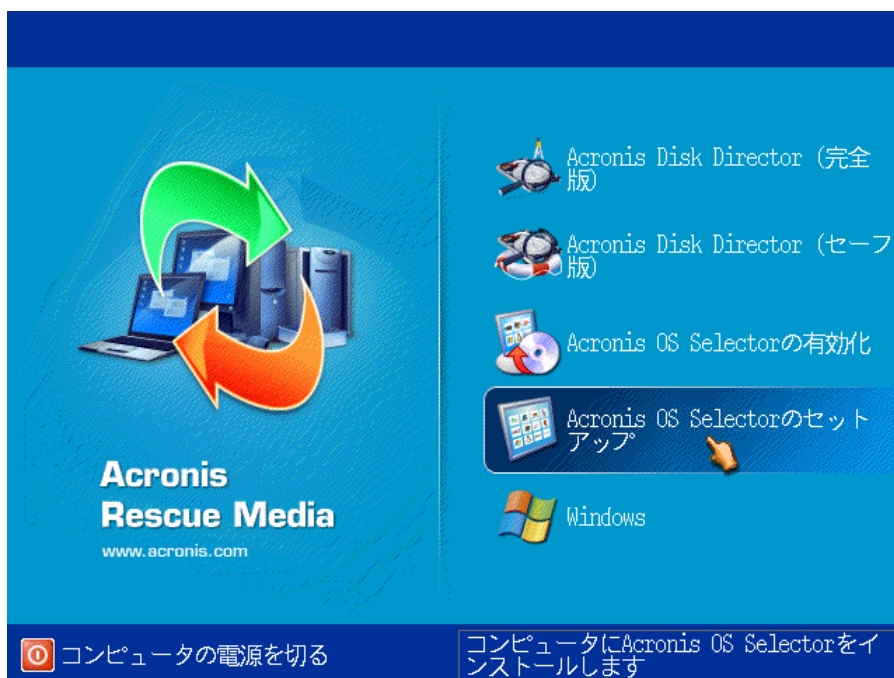 Acronis Disk Director (完全
版)
Acronis Disk Director (セーフ
版)
Acronis OS Selectorの有効化
Acronis OS Selectorのセット
アップ
Windows
Acronis
Rescue Media
www.acronis.com
コンピュータの電源を切る
コンピュータにAcronis OS Selectorをイ
ンストールします